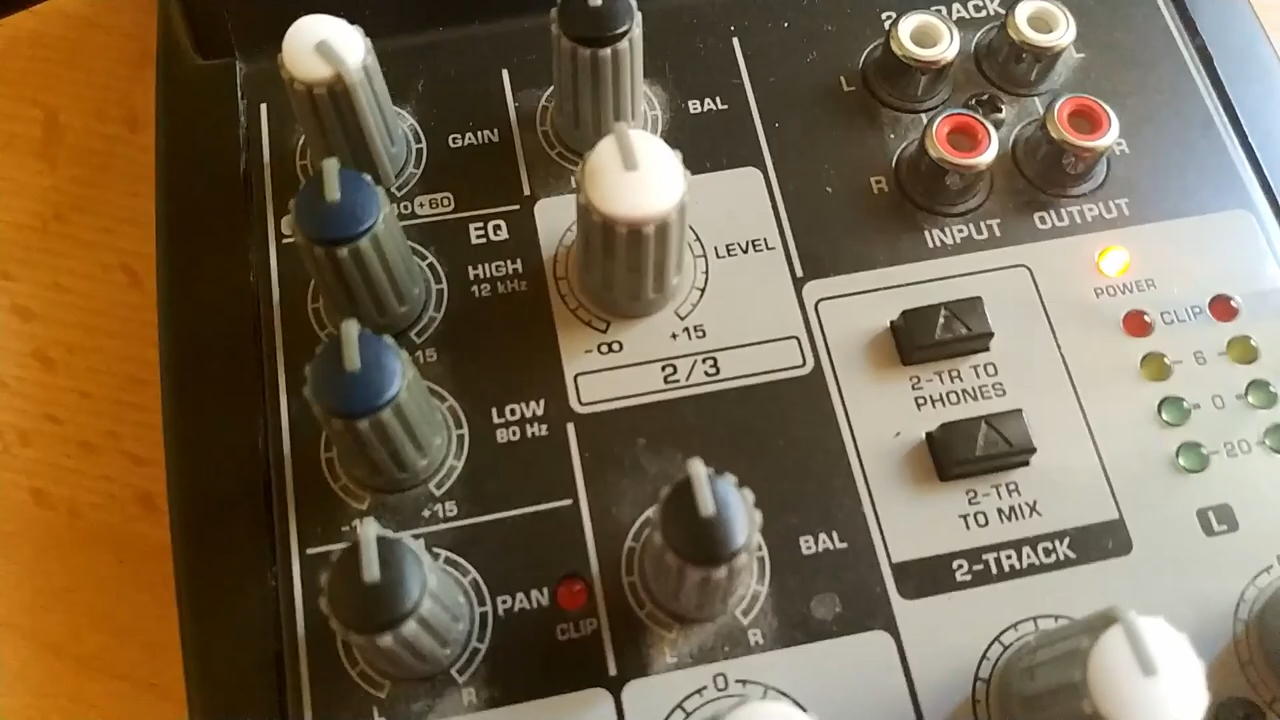 2-TRACK
GAIN
BAL
L
L
+60
R
R
EQ
INPUT
OUTPUT
HIGH
12 kHz
LEVEL
POWER
-∞
+15
CLIP
15
2/3
2-TR TO
PHONES
6
LOW
80 Hz
0
20
2-TR
TO MIX
+15
BAL
L
PAN
2-TRACK
CLIP
L
R
L
R
0